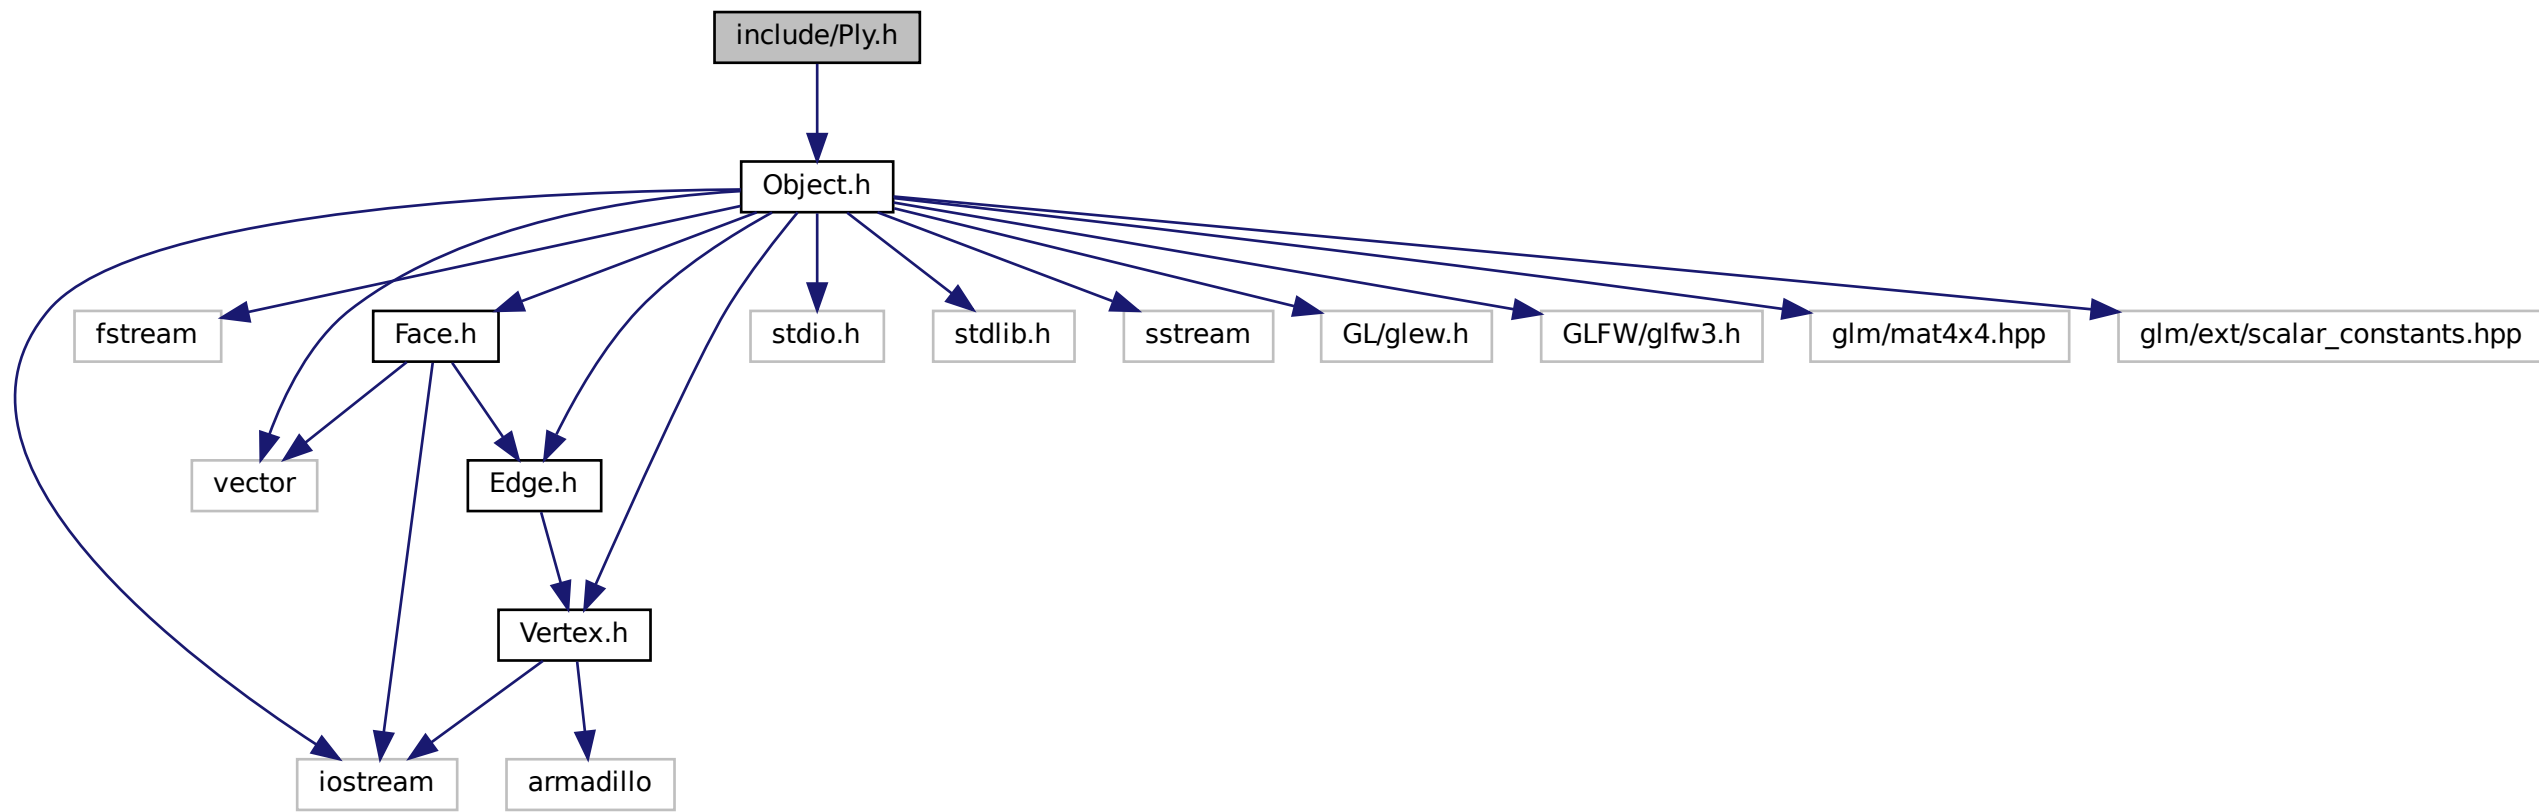 include/Ply.h
Object.h
fstream
Face.h
stdio.h
stdlib.h
sstream
GL/glew.h
GLFW/glfw3.h
glm/mat4x4.hpp
glm/ext/scalar_constants.hpp
vector
Edge.h
Vertex.h
iostream
armadillo